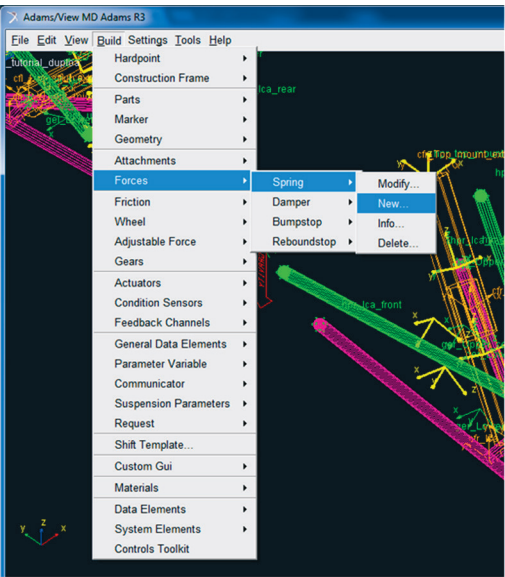 Adams/View MD Adams R3
File Edit View Build Settings Tools Help
Hardpoint
Construction Frame
Parts
Marker
Geometry
Attachments
Forces
Friction
Wheel
Adjustable Force
Gears
Actuators
Condition Sensors
Feedback Channels
General Data Elements
Parameter Variable
Communicator
Suspension Parameters
Request
Shift Template...
Custom Gui
Materials
Data Elements
System Elements
Controls Toolkit
Spring
Damper
Bumpstop
Reboundstop
Modify...
New...
Info...
Delete...
lca_rear
lca_front
y z x